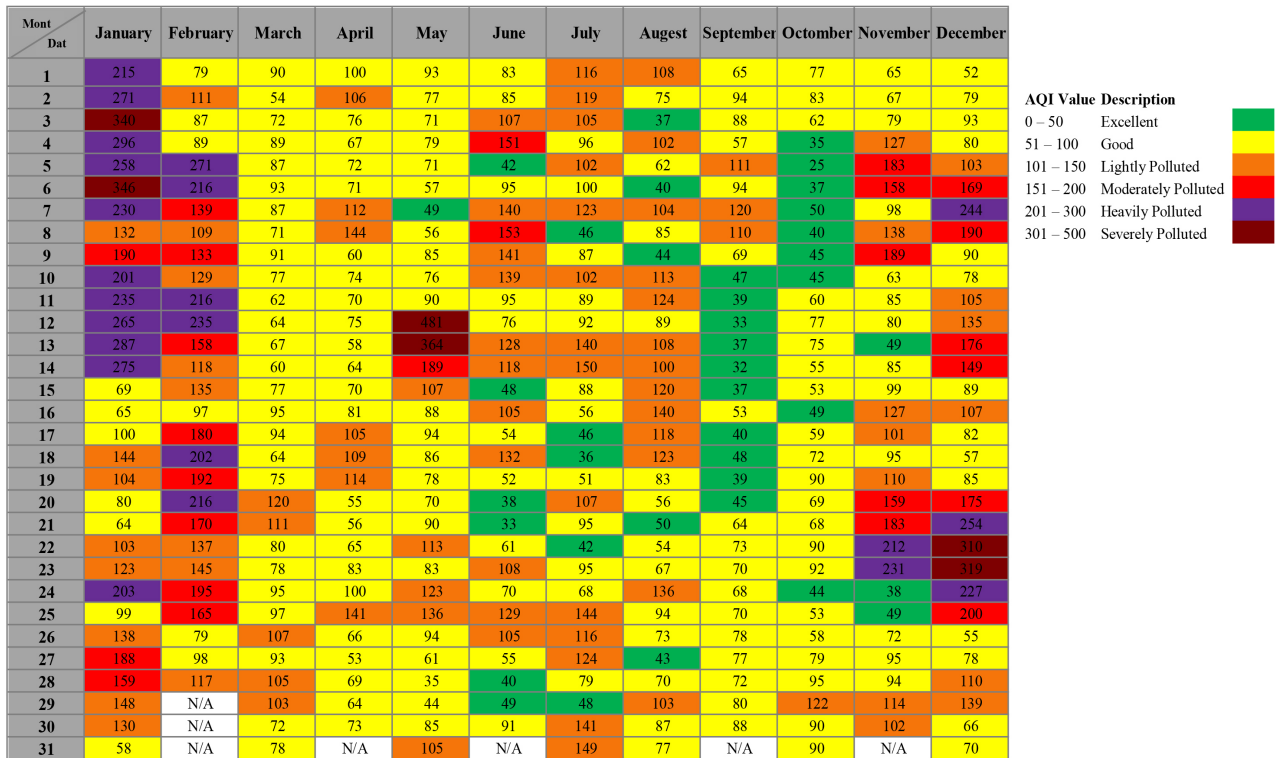 Mont
Dat
January February March April May June July Augest September Octomber November December
1 215 79 90 100 93 83 116 108 65 77 65 52
2 271 111 54 106 77 85 119 75 94 83 67 79
3 340 87 72 76 71 107 105 37 88 62 79 93
4 296 89 89 67 79 151 96 102 57 35 127 80
5 258 271 87 72 71 42 102 62 111 25 183 103
6 346 216 93 71 57 95 100 40 94 37 158 169
7 230 139 87 112 49 140 123 104 120 50 98 244
8 132 109 71 144 56 153 46 85 110 40 138 190
9 190 133 91 60 85 141 87 44 69 45 189 90
10 201 129 77 74 76 139 102 113 47 45 63 78
11 235 216 62 70 90 95 89 124 39 60 85 105
12 265 235 64 75 481 76 92 89 33 77 80 135
13 287 158 67 58 364 128 140 108 37 75 49 176
14 275 118 60 64 189 118 150 100 32 55 85 149
15 69 135 77 70 107 48 88 120 37 53 99 89
16 65 97 95 81 88 105 56 140 53 49 127 107
17 100 180 94 105 94 54 46 118 40 59 101 82
18 144 202 64 109 86 132 36 123 48 72 95 57
19 104 192 75 114 78 52 51 83 39 90 110 85
20 80 216 120 55 70 38 107 56 45 69 159 175
21 64 170 111 56 90 33 95 50 64 68 183 254
22 103 137 80 65 113 61 42 54 73 90 212 310
23 123 145 78 83 83 108 95 67 70 92 231 319
24 203 195 95 100 123 70 68 136 68 44 38 227
25 99 165 97 141 136 129 144 94 70 53 49 200
26 138 79 107 66 94 105 116 73 78 58 72 55
27 188 98 93 53 61 55 124 43 77 79 95 78
28 159 117 105 69 35 40 79 70 72 95 94 110
29 148 N/A 103 64 44 49 48 103 80 122 114 139
30 130 N/A 72 73 85 91 141 87 88 90 102 66
31 58 N/A 78 N/A 105 N/A 149 77 N/A 90 N/A 70
AQI Value Description
0 – 50 Excellent
51 – 100 Good
101 – 150 Lightly Polluted
151 – 200 Moderately Polluted
201 – 300 Heavily Polluted
301 – 500 Severely Polluted